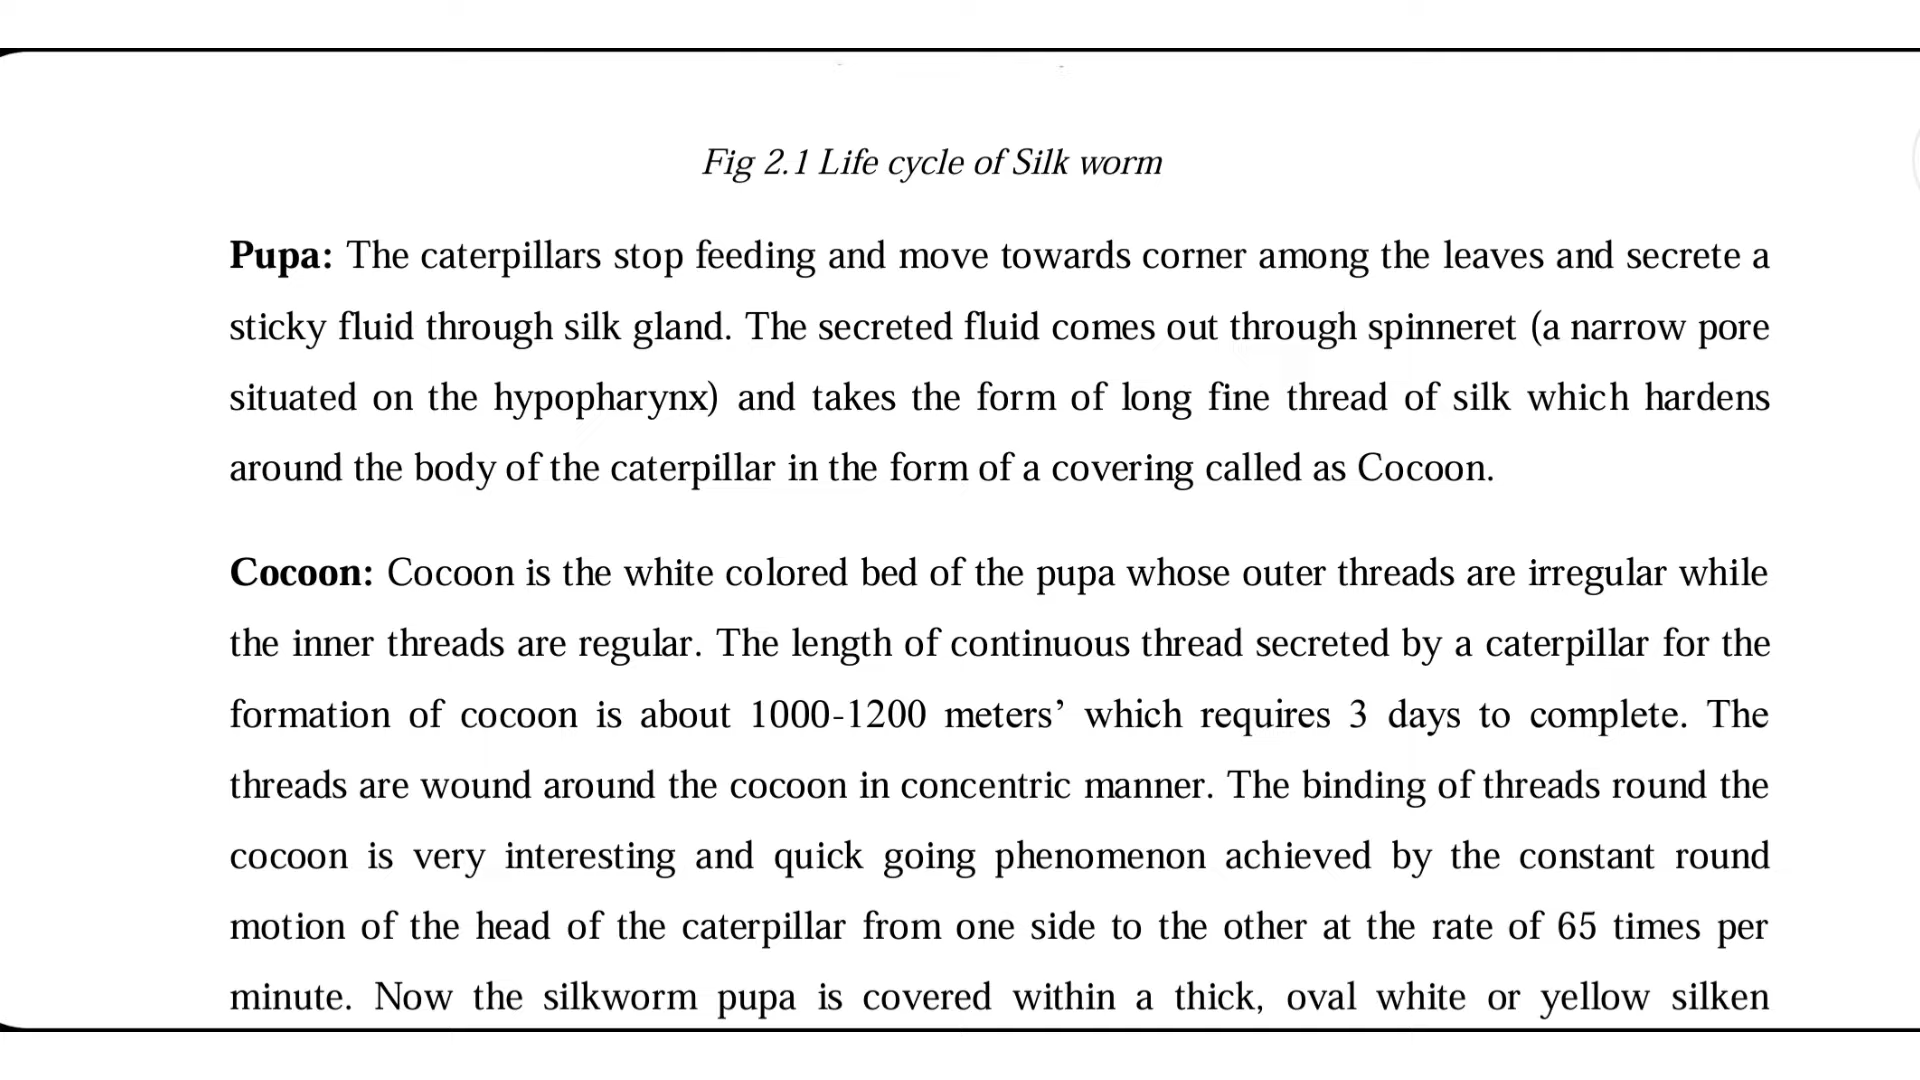 Fig 2.1 Life cycle of Silk worm
Pupa: The caterpillars stop feeding and move towards corner among the leaves and secrete a
sticky fluid through silk gland. The secreted fluid comes out through spinneret (a narrow pore
situated on the hypopharynx) and takes the form of long fine thread of silk which hardens
around the body of the caterpillar in the form of a covering called as Cocoon.
Cocoon: Cocoon is the white colored bed of the pupa whose outer threads are irregular while
the inner threads are regular. The length of continuous thread secreted by a caterpillar for the
formation of cocoon is about 1000-1200 meters’ which requires 3 days to complete. The
threads are wound around the cocoon in concentric manner. The binding of threads round the
cocoon is very interesting and quick going phenomenon achieved by the constant round
motion of the head of the caterpillar from one side to the other at the rate of 65 times per
minute. Now the silkworm pupa is covered within a thick, oval white or yellow silken